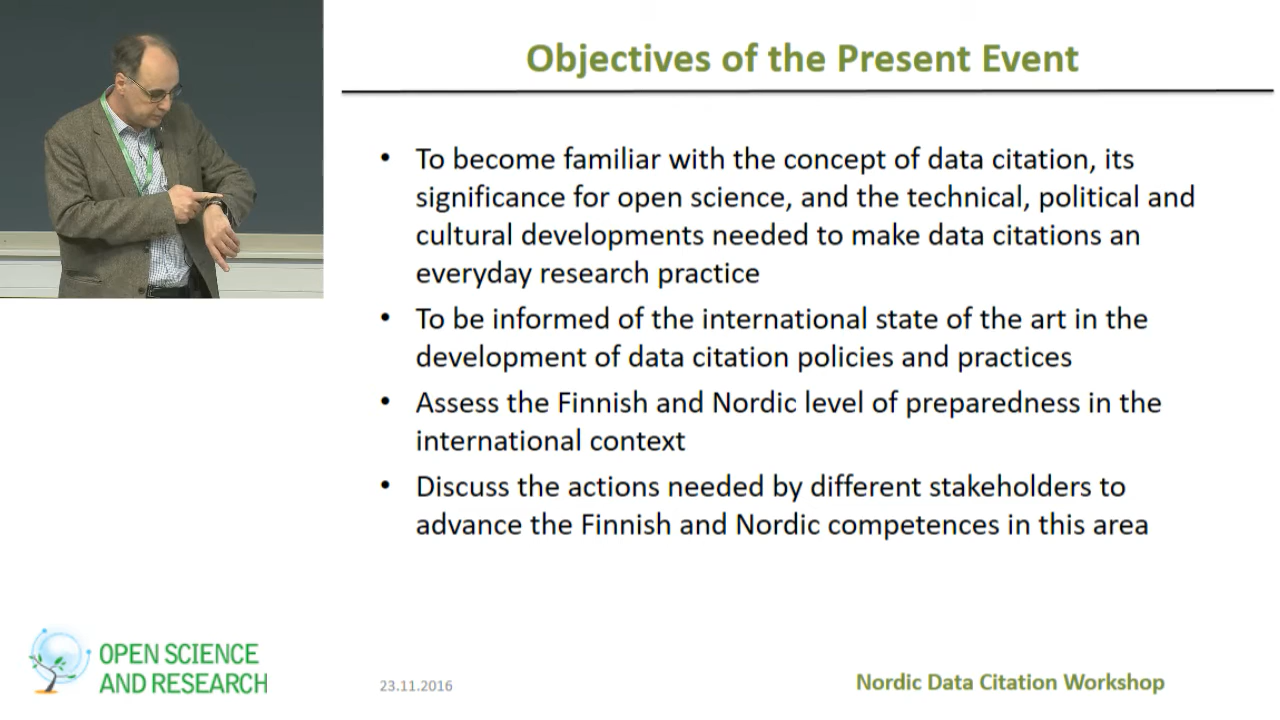 Objectives of the Present Event
• To become familiar with the concept of data citation, its
significance for open science, and the technical, political and
cultural developments needed to make data citations an
everyday research practice
• To be informed of the international state of the art in the
development of data citation policies and practices
• Assess the Finnish and Nordic level of preparedness in the
international context
• Discuss the actions needed by different stakeholders to
advance the Finnish and Nordic competences in this area
OPEN SCIENCE
AND RESEARCH
23.11.2016
Nordic Data Citation Workshop